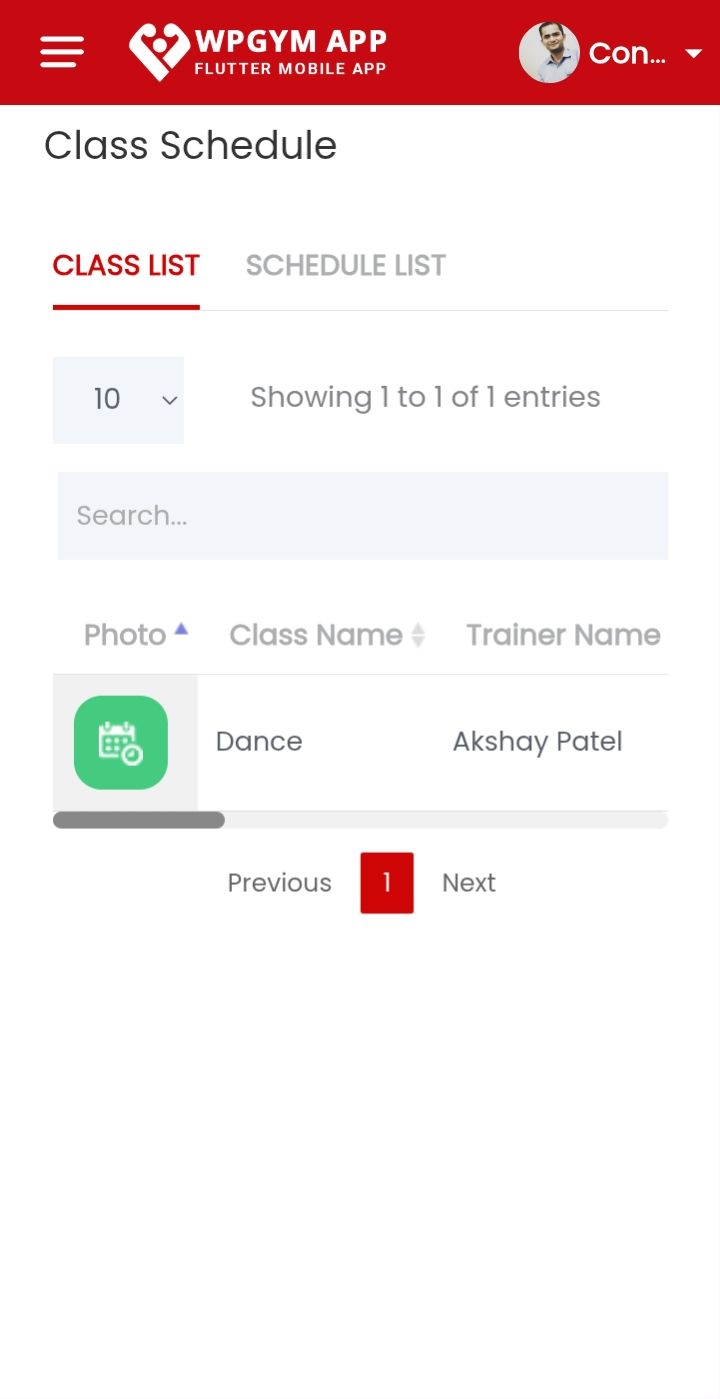 WPGYM APP
FLUTTER MOBILE APP
Con...
Class Schedule
CLASS LIST SCHEDULE LIST
10 Showing 1 to 1 of 1 entries
Search...
Photo Class Name Trainer Name
Dance Akshay Patel
Previous 1 Next